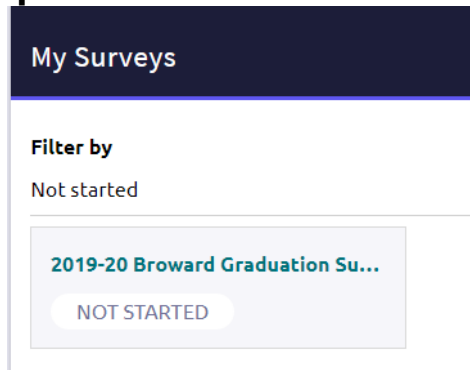 My Surveys
Filter by
Not started
2019-20 Broward Graduation Su...
NOT STARTED